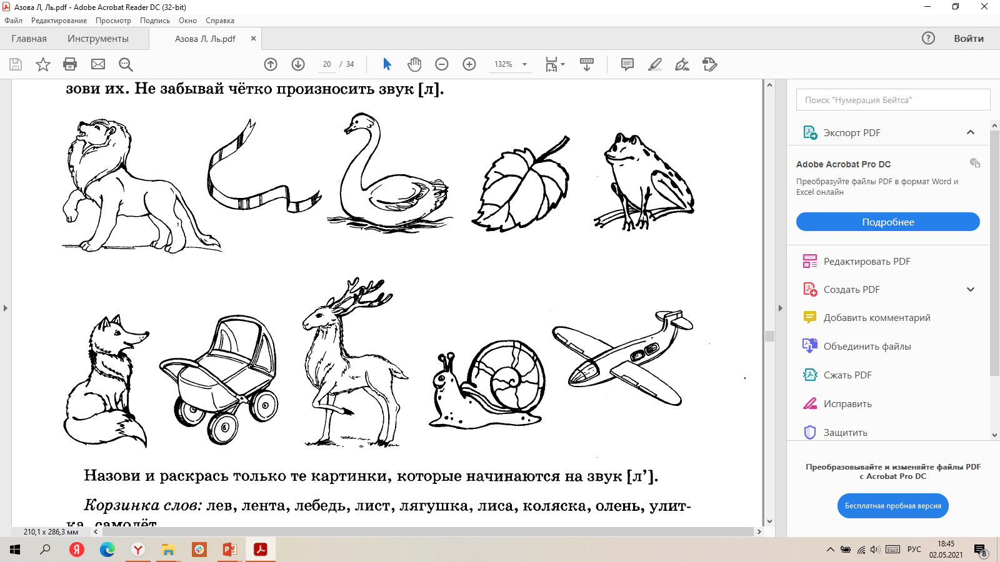 Азова Л, Ль.pdf - Adobe Acrobat Reader DC (32-bit)
Файл Редактирование Просмотр Подпись Окно Справка
Главная Инструменты Азова Л, Ль.pdf × Войти
20 / 34 132%
зови их. Не забывай чётко произносить звук [л].
Назови и раскрась только те картинки, которые начинаются на звук [л’].
Корзинка слов: лев, лента, лебедь, лист, лягушка, лиса, коляска, олень, улит-
ка, самолёт.
210,1 x 286,3 мм
Поиск "Нумерация Бейтса"
Экспорт PDF
Adobe Acrobat Pro DC
Преобразуйте файлы PDF в формат Word и
Excel онлайн
Подробнее
Редактировать PDF
Создать PDF
Добавить комментарий
Объединить файлы
Сжать PDF
Исправить
Защитить
Преобразовывайте и изменяйте файлы PDF
с Acrobat Pro DC
Бесплатная пробная версия
РУС
18:45
02.05.2021
8